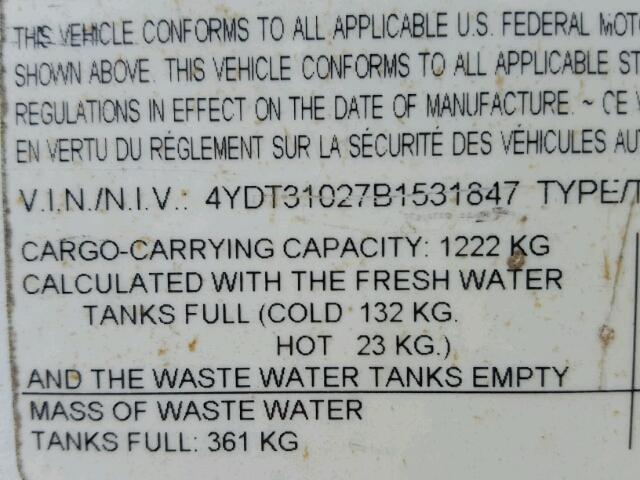 THIS VEHICLE CONFORMS TO ALL APPLICABLE U.S. FEDERAL MOTO
SHOWN ABOVE. THIS VEHICLE CONFORMS TO ALL APPLICABLE ST
REGULATIONS IN EFFECT ON THE DATE OF MANUFACTURE. ~ CE V
EN VERTU DU RÉGLEMENT SUR LA SÉCURITÉ DES VÉHICULES AU
V.I.N./N.I.V.: 4YDT31027B1531847 TYPE/T
CARGO-CARRYING CAPACITY: 1222 KG
CALCULATED WITH THE FRESH WATER
TANKS FULL (COLD 132 KG.
HOT 23 KG.)
AND THE WASTE WATER TANKS EMPTY
MASS OF WASTE WATER
TANKS FULL: 361 KG